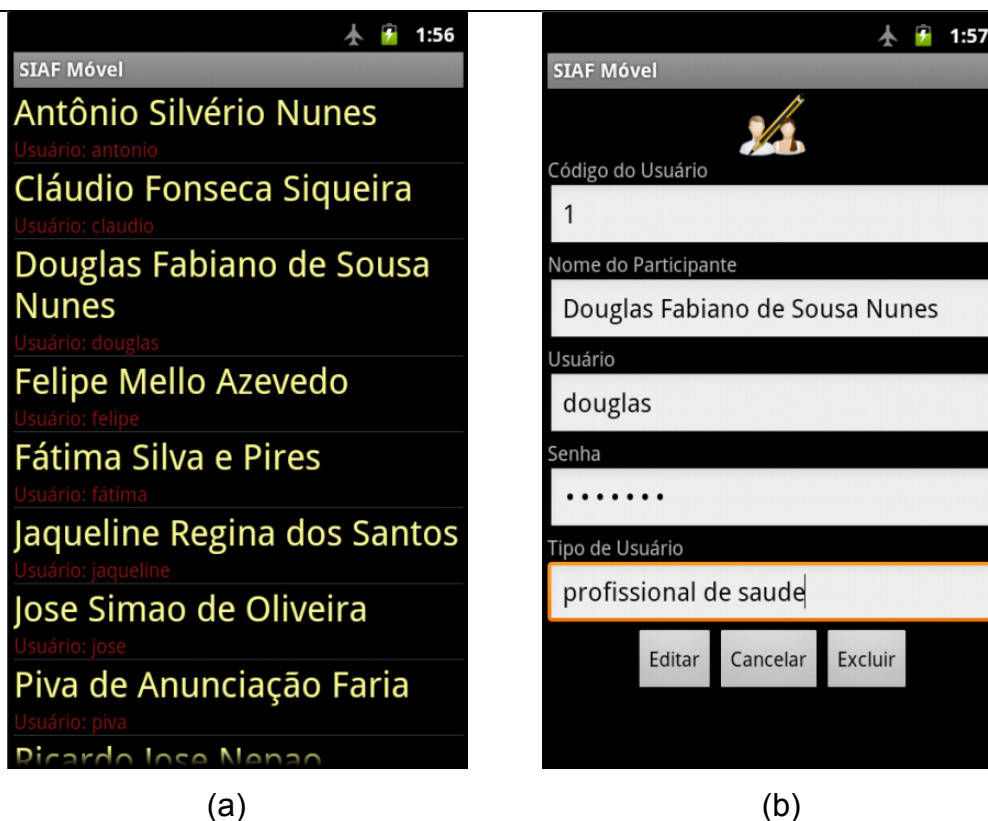 1:56
SIAF Móvel
Antônio Silvério Nunes
Usuário: antonio
Cláudio Fonseca Siqueira
Usuário: claudio
Douglas Fabiano de Sousa
Nunes
Usuário: douglas
Felipe Mello Azevedo
Usuário: felipe
Fátima Silva e Pires
Usuário: fátima
Jaqueline Regina dos Santos
Usuário: jaqueline
Jose Simao de Oliveira
Usuário: jose
Piva de Anunciação Faria
Usuário: piva
Ricardo Jose Nepao
(a)
1:57
SIAF Móvel
Código do Usuário
1
Nome do Participante
Douglas Fabiano de Sousa Nunes
Usuário
douglas
Senha
•••••••
Tipo de Usuário
profissional de saude
Editar Cancelar Excluir
(b)